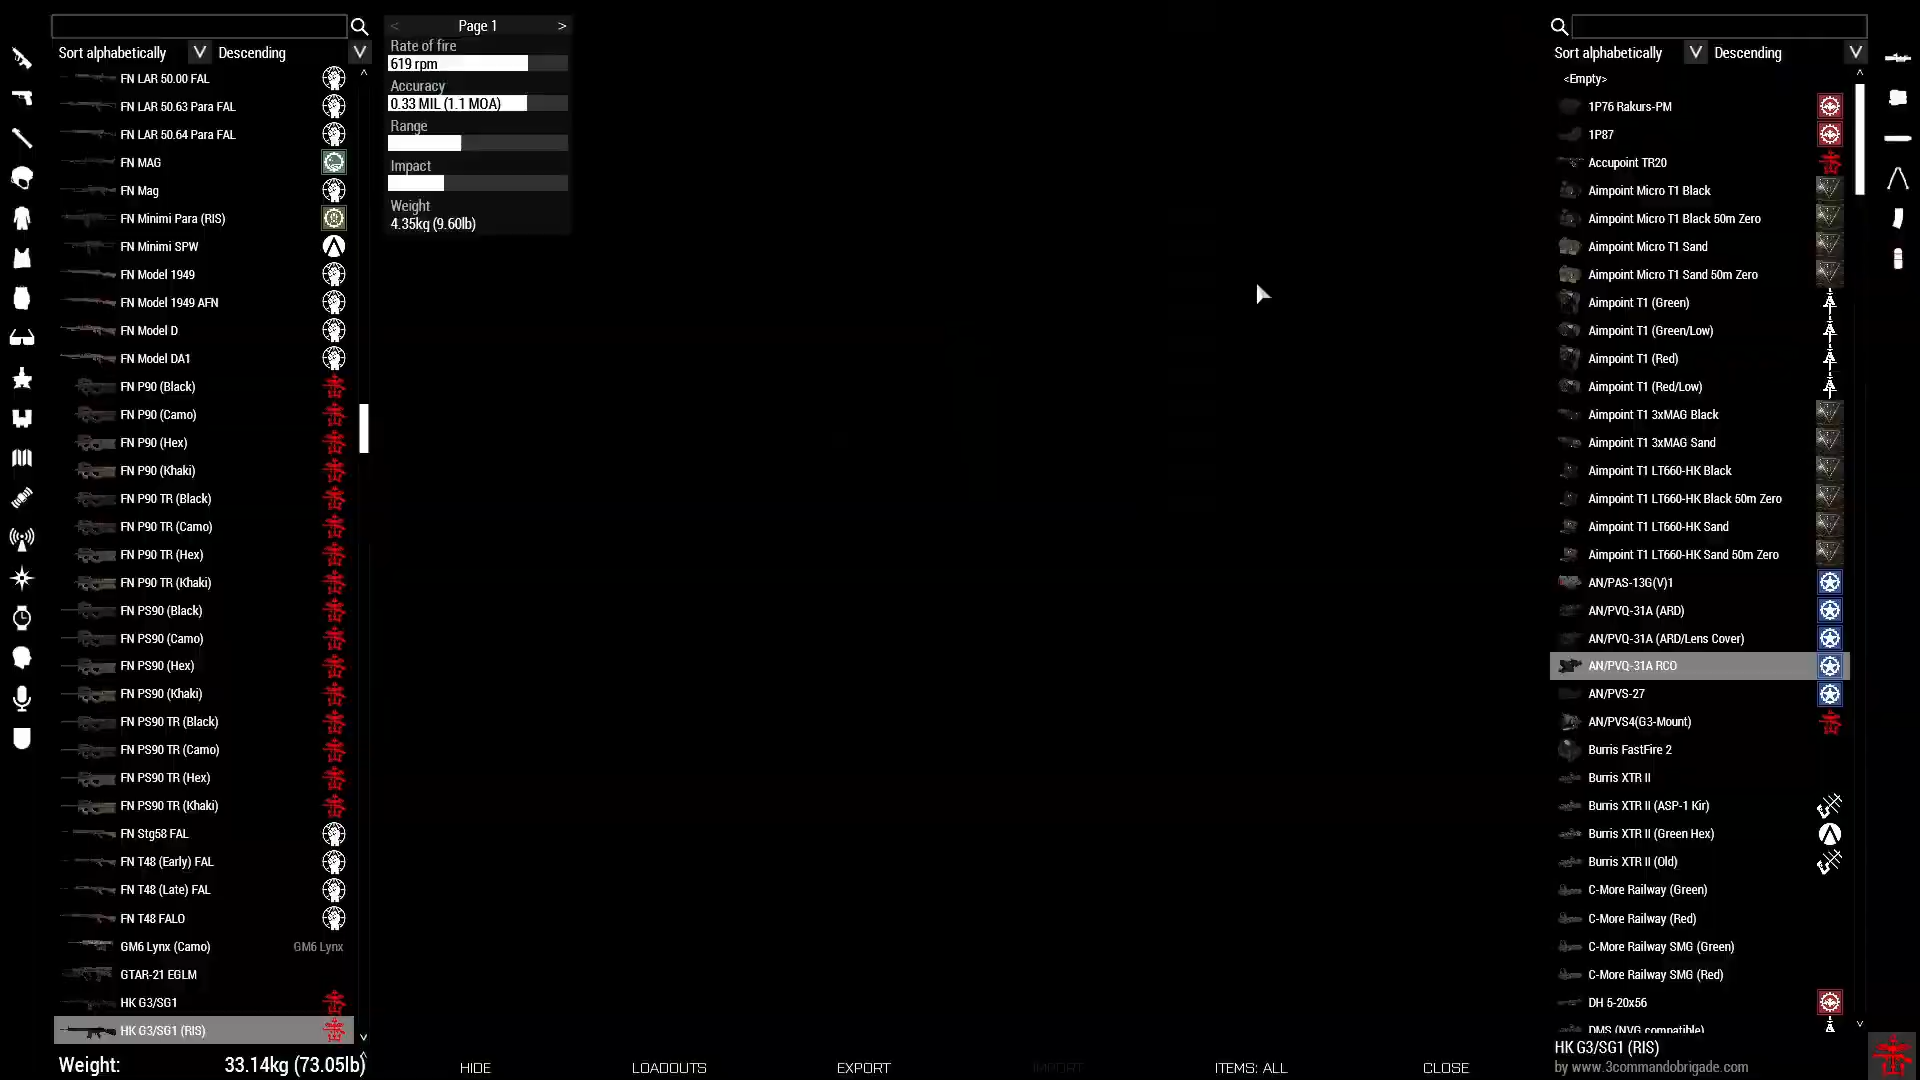 Sort alphabetically
Descending
FN LAR 50.00 FAL
FN LAR 50.63 Para FAL
FN LAR 50.64 Para FAL
FN MAG
FN Mag
FN Minimi Para (RIS)
FN Minimi SPW
FN Model 1949
FN Model 1949 AFN
FN Model D
FN Model DA1
FN P90 (Black)
FN P90 (Camo)
FN P90 (Hex)
FN P90 (Khaki)
FN P90 TR (Black)
FN P90 TR (Camo)
FN P90 TR (Hex)
FN P90 TR (Khaki)
FN PS90 (Black)
FN PS90 (Camo)
FN PS90 (Hex)
FN PS90 (Khaki)
FN PS90 TR (Black)
FN PS90 TR (Camo)
FN PS90 TR (Hex)
FN PS90 TR (Khaki)
FN Stg58 FAL
FN T48 (Early) FAL
FN T48 (Late) FAL
FN T48 FALO
GM6 Lynx (Camo) GM6 Lynx
GTAR-21 EGLM
HK G3/SG1
HK G3/SG1 (RIS)
Weight: 33.14kg (73.05lb)
< Page 1 >
Rate of fire
619 rpm
Accuracy
0.33 MIL (1.1 MOA)
Range
Impact
Weight
4.35kg (9.60lb)
HIDE
LOADOUTS
EXPORT
IMPORT
ITEMS: ALL
CLOSE
Sort alphabetically
Descending
<Empty>
1P76 Rakurs-PM
1P87
Accupoint TR20
Aimpoint Micro T1 Black
Aimpoint Micro T1 Black 50m Zero
Aimpoint Micro T1 Sand
Aimpoint Micro T1 Sand 50m Zero
Aimpoint T1 (Green)
Aimpoint T1 (Green/Low)
Aimpoint T1 (Red)
Aimpoint T1 (Red/Low)
Aimpoint T1 3xMAG Black
Aimpoint T1 3xMAG Sand
Aimpoint T1 LT660-HK Black
Aimpoint T1 LT660-HK Black 50m Zero
Aimpoint T1 LT660-HK Sand
Aimpoint T1 LT660-HK Sand 50m Zero
AN/PAS-13G(V)1
AN/PVQ-31A (ARD)
AN/PVQ-31A (ARD/Lens Cover)
AN/PVQ-31A RCO
AN/PVS-27
AN/PVS4(G3-Mount)
Burris FastFire 2
Burris XTR II
Burris XTR II (ASP-1 Kir)
Burris XTR II (Green Hex)
Burris XTR II (Old)
C-More Railway (Green)
C-More Railway (Red)
C-More Railway SMG (Green)
C-More Railway SMG (Red)
DH 5-20x56
DMS (NVG compatible)
HK G3/SG1 (RIS)
by www.3commandobrigade.com